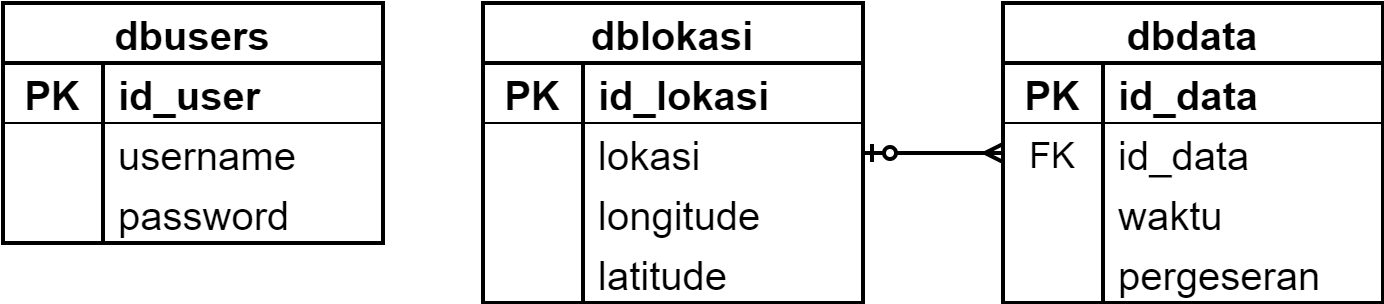 dbusers
PK id_user
username
password
dblokasi
PK id_lokasi
lokasi
longitude
latitude
dbdata
PK id_data
FK id_data
waktu
pergeseran